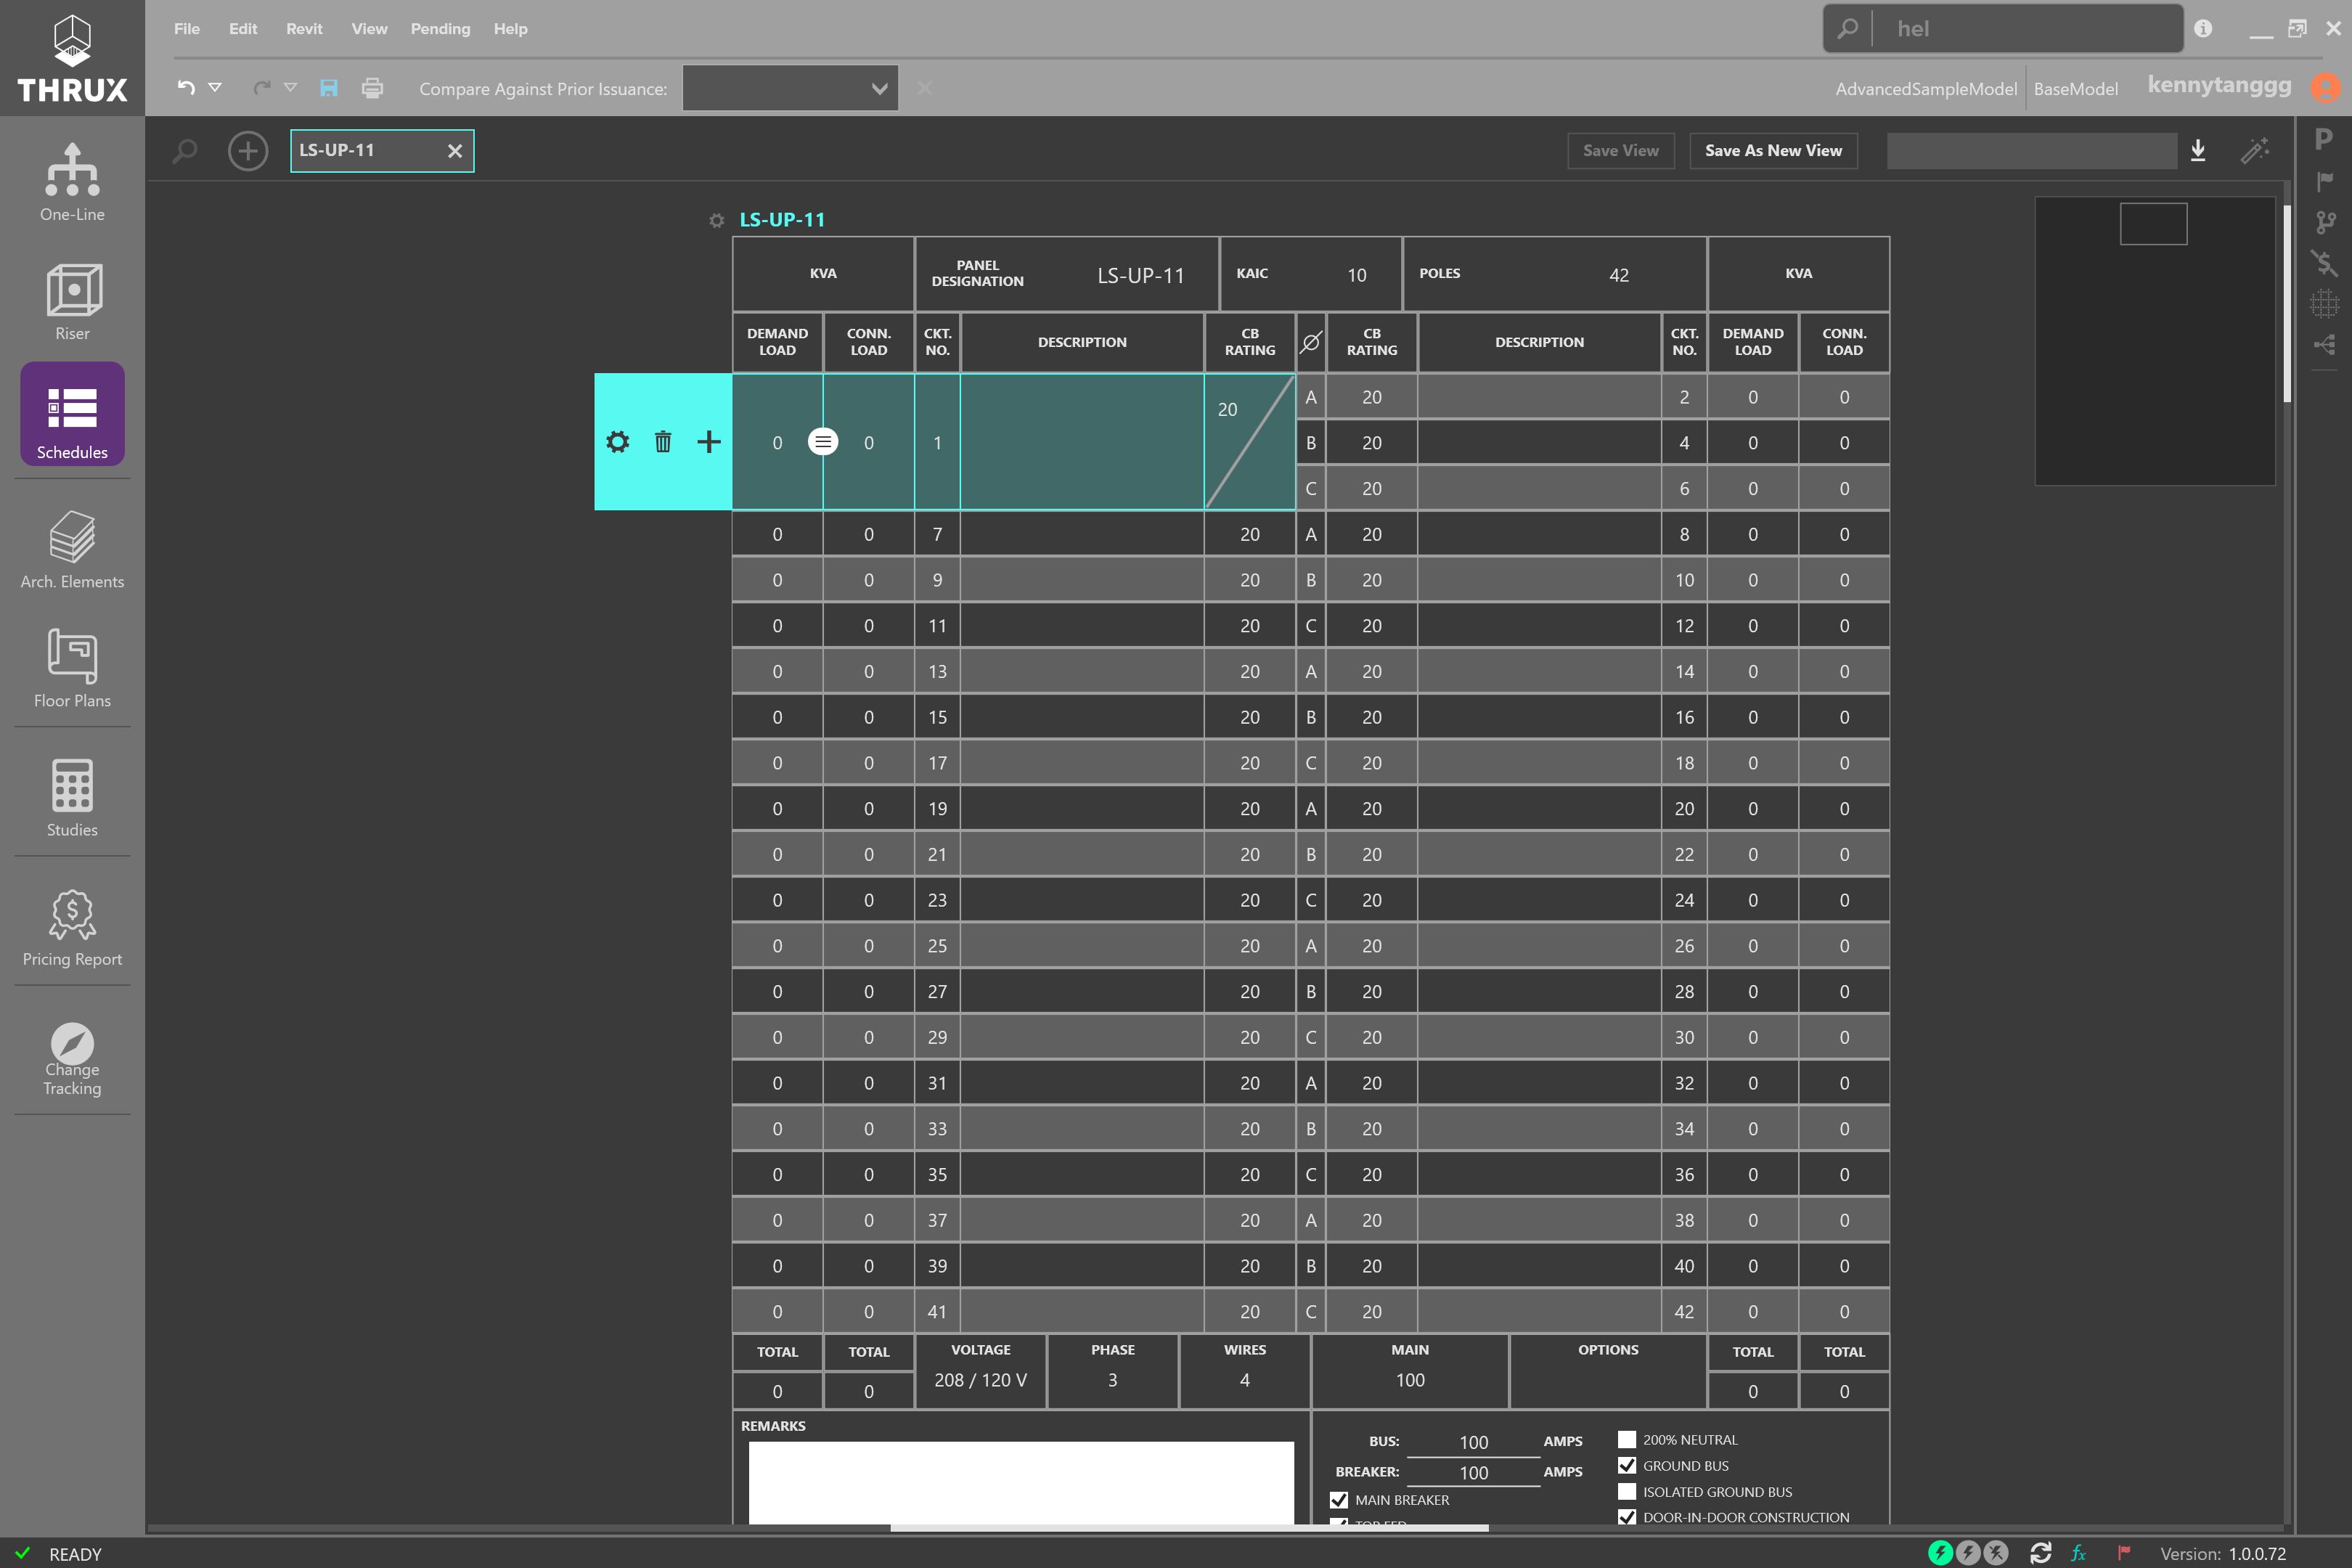 THRUX
File Edit Revit View Pending Help
hel
Compare Against Prior Issuance:
AdvancedSampleModel BaseModel kennytanggg
LS-UP-11
Save View Save As New View
P
One-Line
Riser
Schedules
Arch. Elements
Floor Plans
Studies
Pricing Report
Change
Tracking
LS-UP-11
KVA PANEL DESIGNATION LS-UP-11 KAIC 10 POLES 42 KVA
DEMAND LOAD CONN. LOAD CKT. NO. DESCRIPTION CB RATING CB RATING DESCRIPTION CKT. NO. DEMAND LOAD CONN. LOAD
0 0 1 20 A 20 2 0 0
B 20 4 0 0
C 20 6 0 0
0 0 7 20 A 20 8 0 0
0 0 9 20 B 20 10 0 0
0 0 11 20 C 20 12 0 0
0 0 13 20 A 20 14 0 0
0 0 15 20 B 20 16 0 0
0 0 17 20 C 20 18 0 0
0 0 19 20 A 20 20 0 0
0 0 21 20 B 20 22 0 0
0 0 23 20 C 20 24 0 0
0 0 25 20 A 20 26 0 0
0 0 27 20 B 20 28 0 0
0 0 29 20 C 20 30 0 0
0 0 31 20 A 20 32 0 0
0 0 33 20 B 20 34 0 0
0 0 35 20 C 20 36 0 0
0 0 37 20 A 20 38 0 0
0 0 39 20 B 20 40 0 0
0 0 41 20 C 20 42 0 0
TOTAL TOTAL VOLTAGE PHASE WIRES MAIN OPTIONS TOTAL TOTAL
0 0 208 / 120 V 3 4 100 0 0
REMARKS
BUS: 100 AMPS
BREAKER: 100 AMPS
MAIN BREAKER
TOP FED
200% NEUTRAL
GROUND BUS
ISOLATED GROUND BUS
DOOR-IN-DOOR CONSTRUCTION
READY
fx
Version: 1.0.0.72